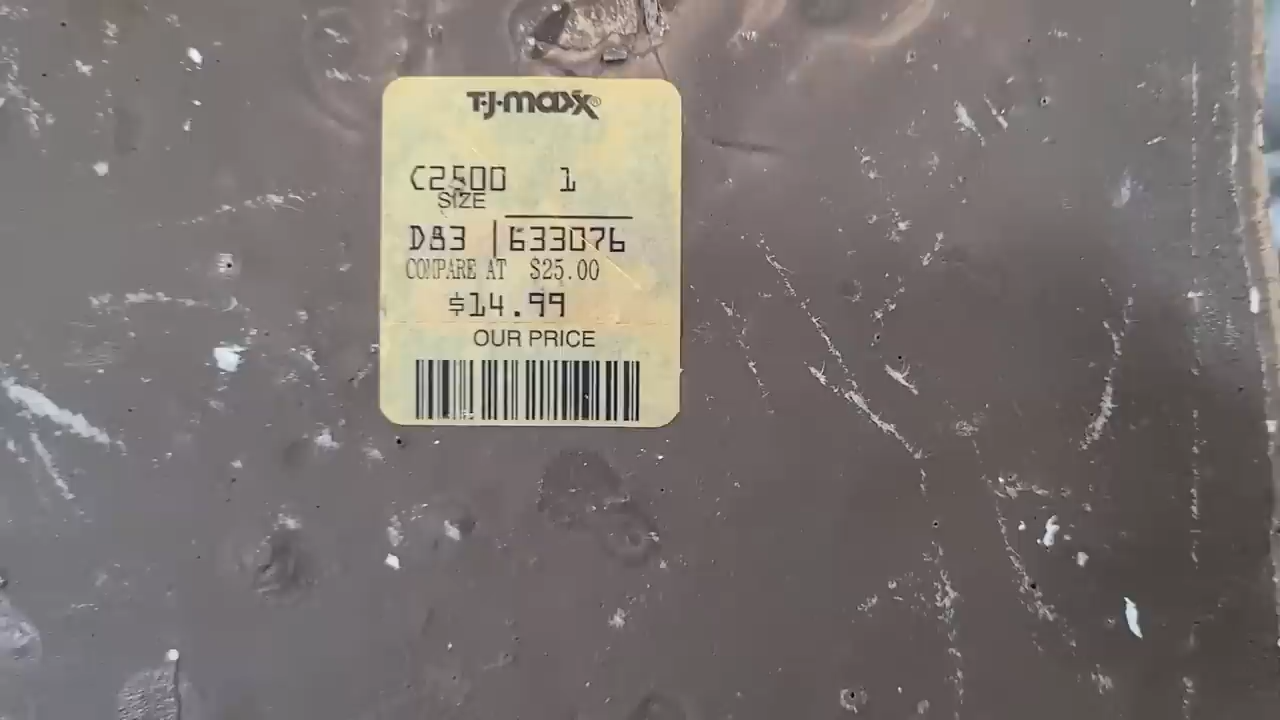 T·J·maxx®
C2500 1
SIZE
D83 633076
COMPARE AT $25.00
$14.99
OUR PRICE